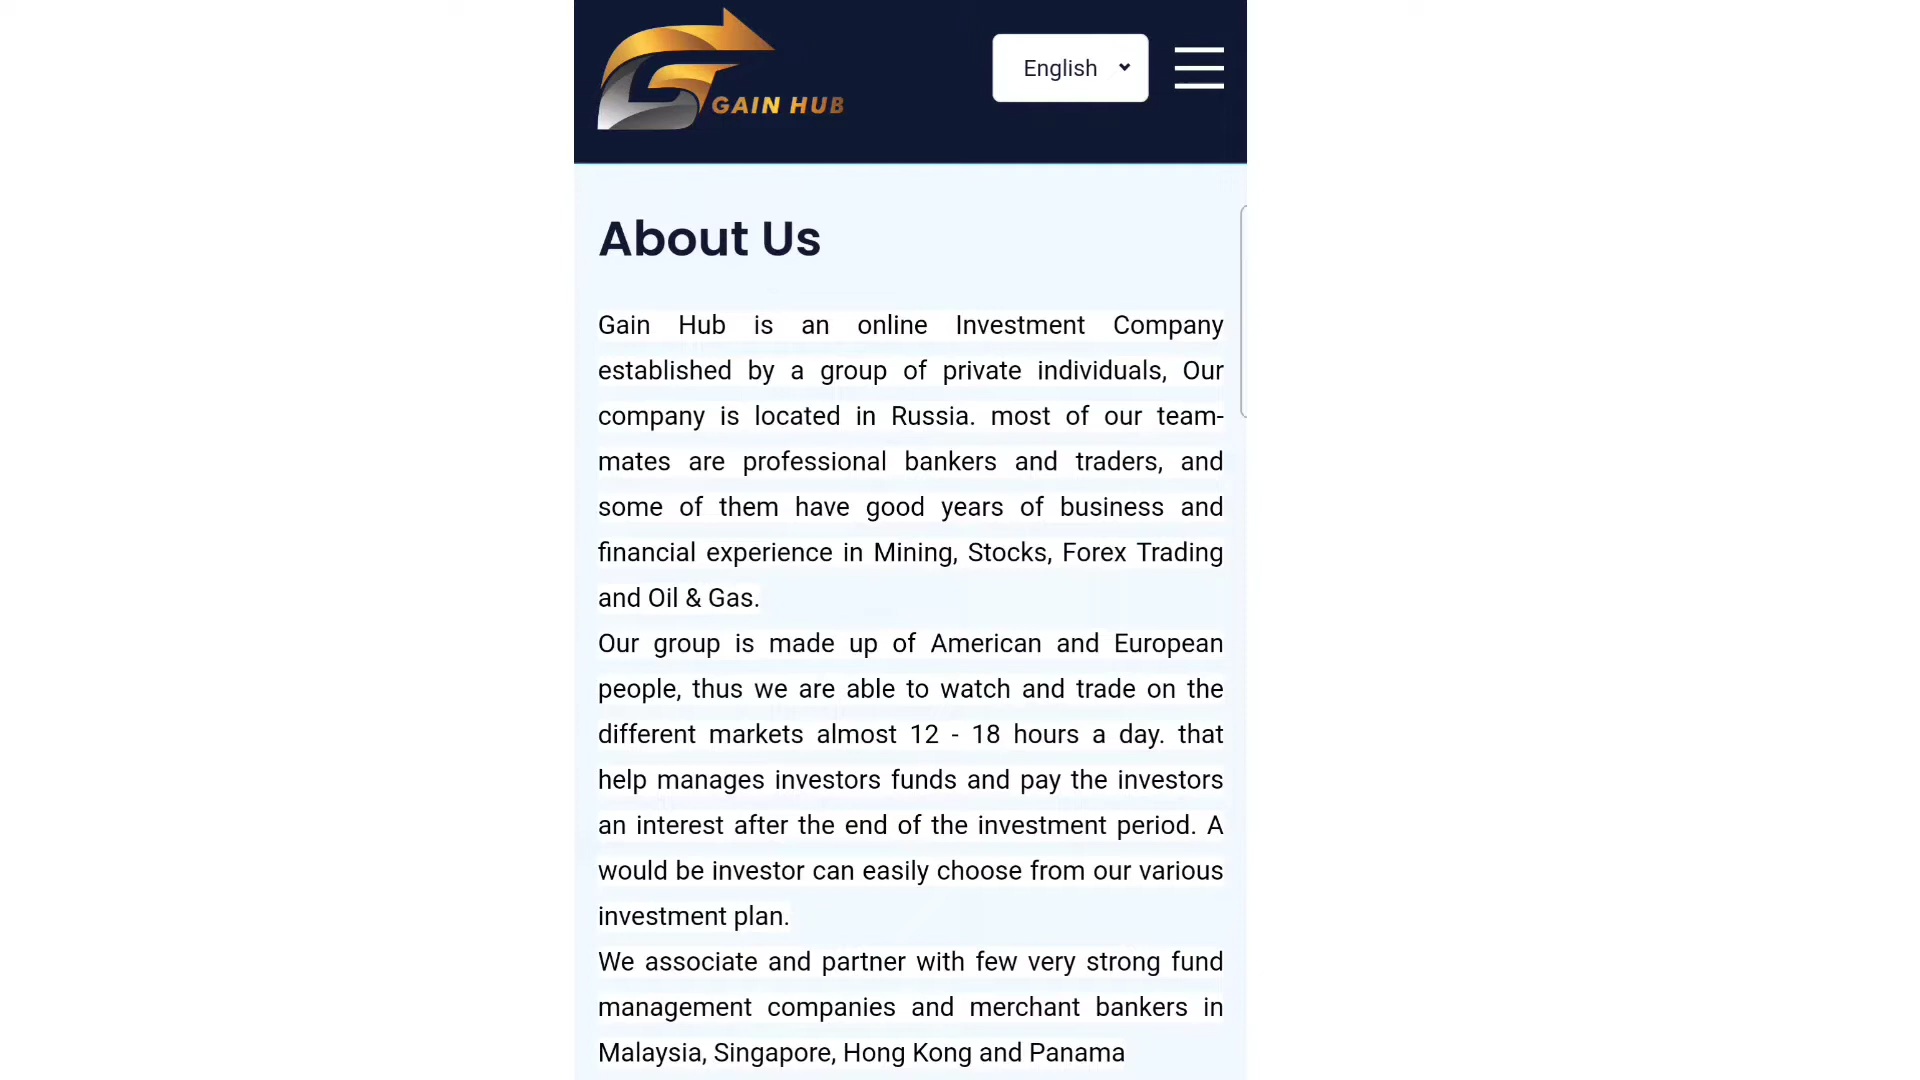 GAIN HUB
English
About Us
Gain Hub is an online Investment Company
established by a group of private individuals, Our
company is located in Russia. most of our team-
mates are professional bankers and traders, and
some of them have good years of business and
financial experience in Mining, Stocks, Forex Trading
and Oil & Gas.
Our group is made up of American and European
people, thus we are able to watch and trade on the
different markets almost 12 - 18 hours a day. that
help manages investors funds and pay the investors
an interest after the end of the investment period. A
would be investor can easily choose from our various
investment plan.
We associate and partner with few very strong fund
management companies and merchant bankers in
Malaysia, Singapore, Hong Kong and Panama